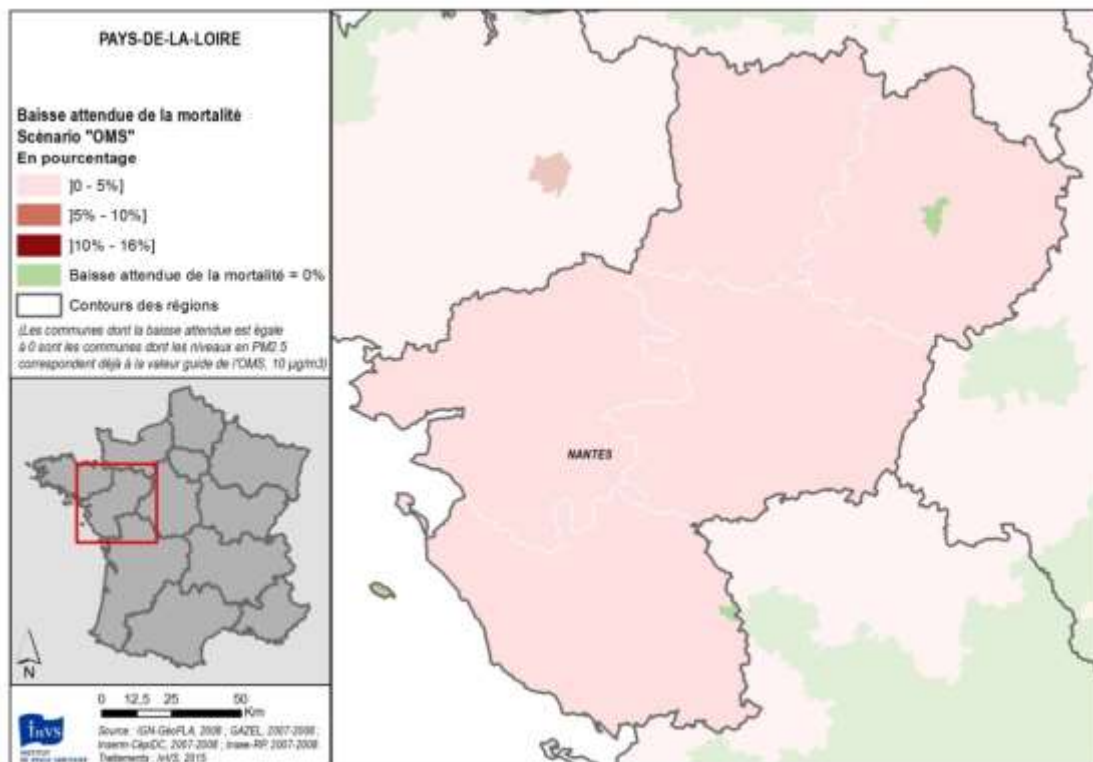 PAYS-DE-LA-LOIRE
Baisse attendue de la mortalité
Scénario "OMS"
En pourcentage
]0 - 5%]
]5% - 10%]
]10% - 16%]
Baisse attendue de la mortalité = 0%
Contours des régions
(Les communes dont la baisse attendue est égale
à 0 sont les communes dont les niveaux en PM2.5
correspondent déjà à la valeur guide de l'OMS, 10 µg/m3)
NANTES
N
0 12,5 25 50
Km
Source : IGN-GéoFLA, 2008 ; GAZEL, 2007-2008 ;
Inserm-CépiDC, 2007-2008 ; Insee-RP, 2007-2008.
Traitements : InVS, 2015
InVS
INSTITUT
DE VEILLE SANITAIRE